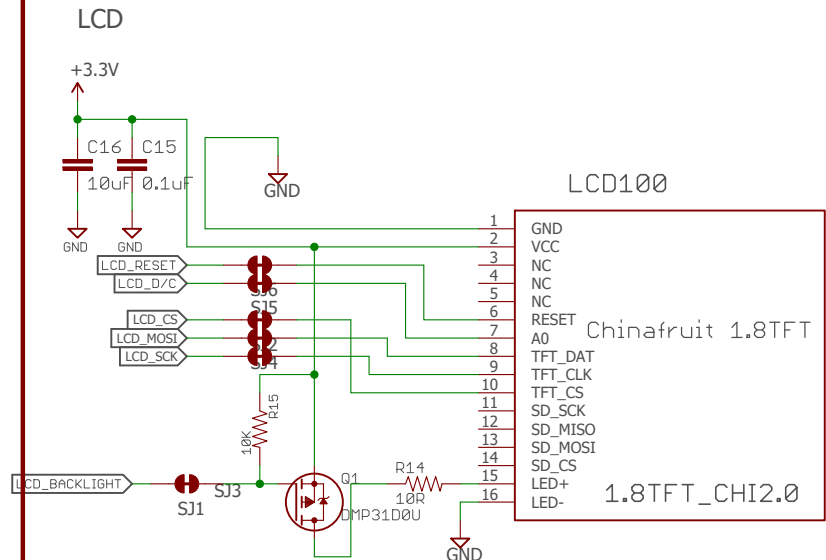 LCD
+3.3V
C16 C15
10uF 0.1uF
GND GND
GND
LCD100
LCD_RESET
LCD_D/C
SJ6
SJ5
LCD_CS
LCD_MOSI
LCD_SCK
SJ4
1 GND
2 VCC
3 NC
4 NC
5 NC
6 RESET
7 A0
8 TFT_DAT
9 TFT_CLK
10 TFT_CS
11 SD_SCK
12 SD_MISO
13 SD_MOSI
14 SD_CS
15 LED+
16 LED-
Chinafruit 1.8TFT
1.8TFT_CHI2.0
R15
10K
LCD_BACKLIGHT
SJ3
SJ1
Q1
DMP31D0U
R14
10R
GND